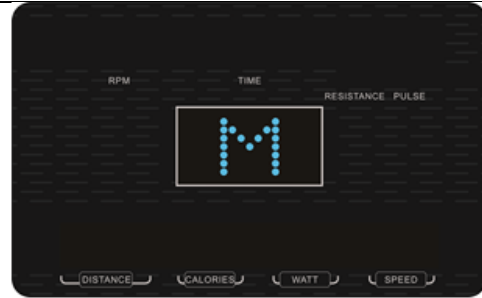 RPM TIME
RESISTANCE PULSE
M
DISTANCE CALORIES WATT SPEED